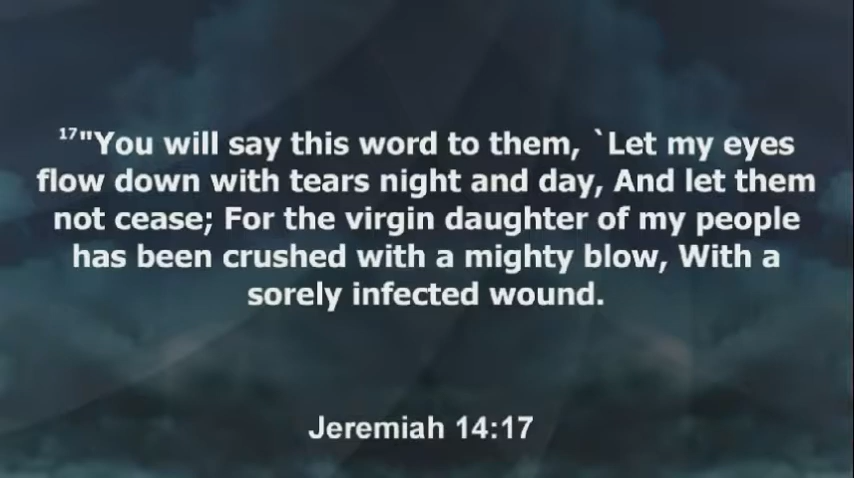 ¹⁷"You will say this word to them, `Let my eyes
flow down with tears night and day, And let them
not cease; For the virgin daughter of my people
has been crushed with a mighty blow, With a
sorely infected wound.
Jeremiah 14:17